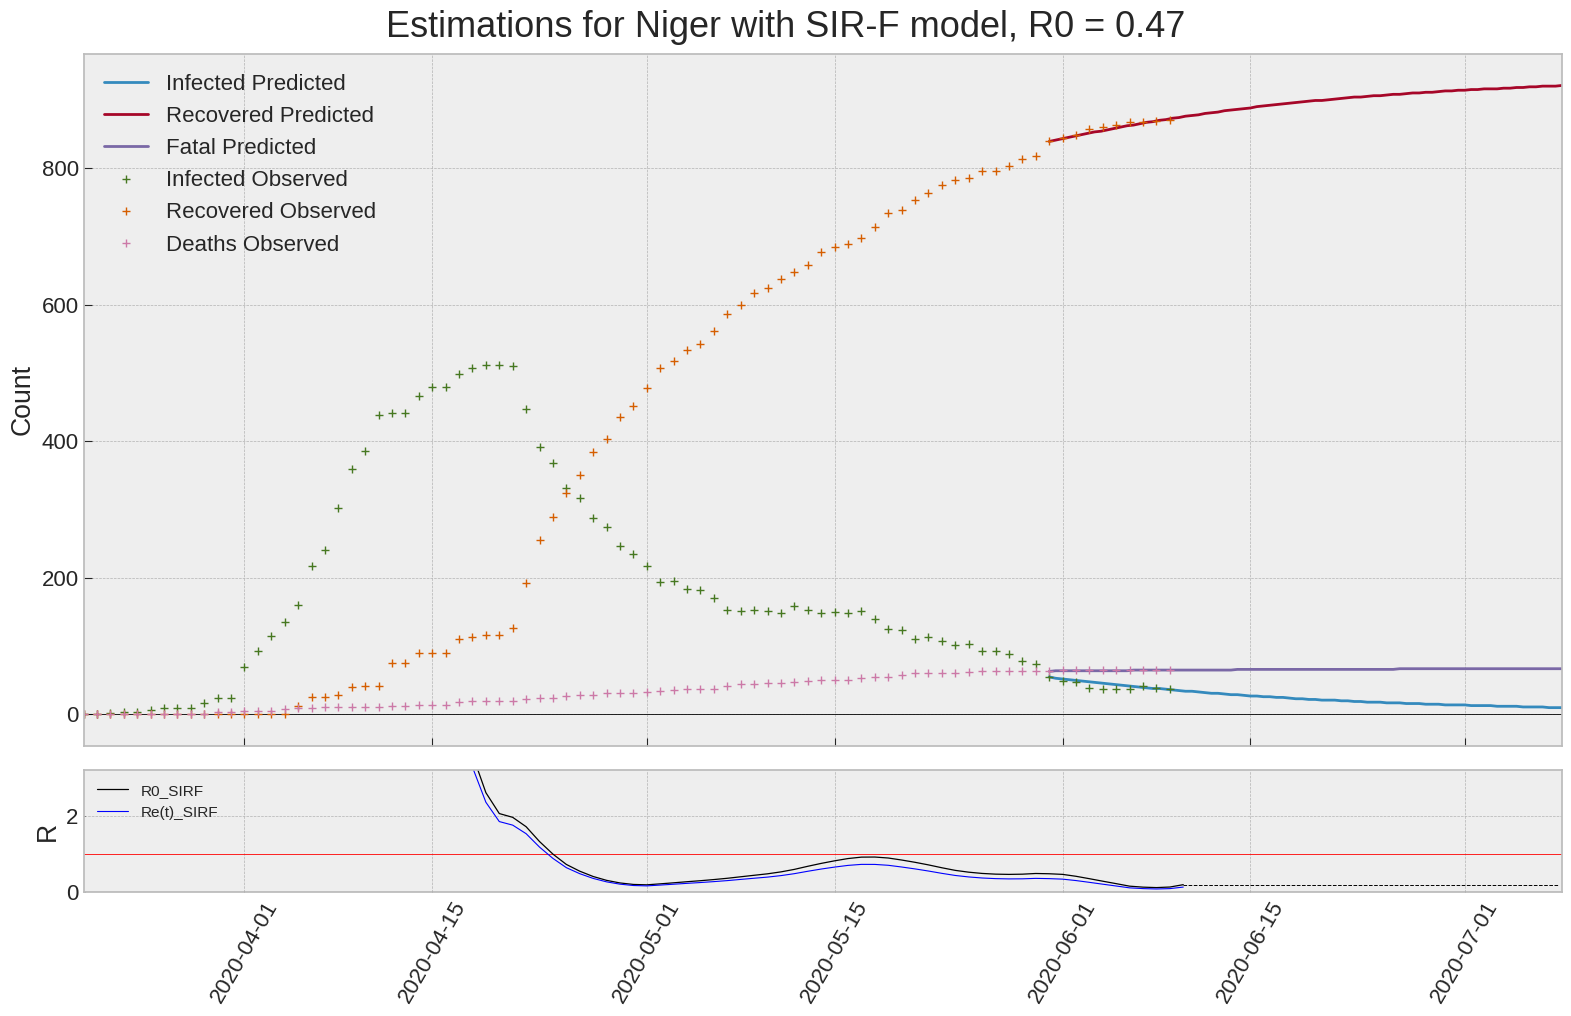 Estimations for Niger with SIR-F model, R0 = 0.47
Infected Predicted
Recovered Predicted
Fatal Predicted
Infected Observed
Recovered Observed
Deaths Observed
Count
800
600
400
200
0
R0_SIRF
Re(t)_SIRF
R
2
0
2020-04-01
2020-04-15
2020-05-01
2020-05-15
2020-06-01
2020-06-15
2020-07-01